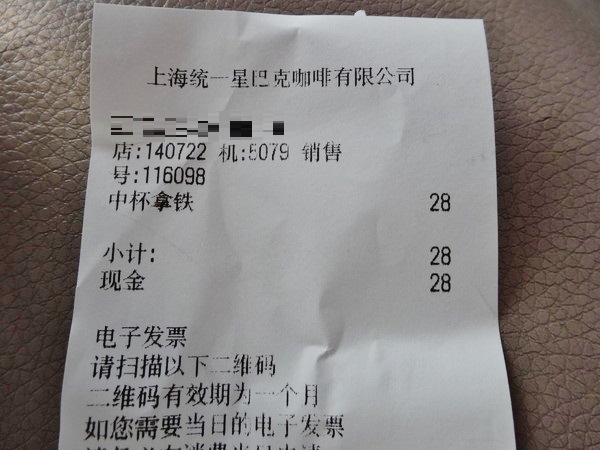 上海统一星巴克咖啡有限公司
店:140722 机:5079 销售
号:116098
中杯拿铁 28
小计: 28
现金 28
电子发票
请扫描以下二维码
二维码有效期为一个月
如您需要当日的电子发票